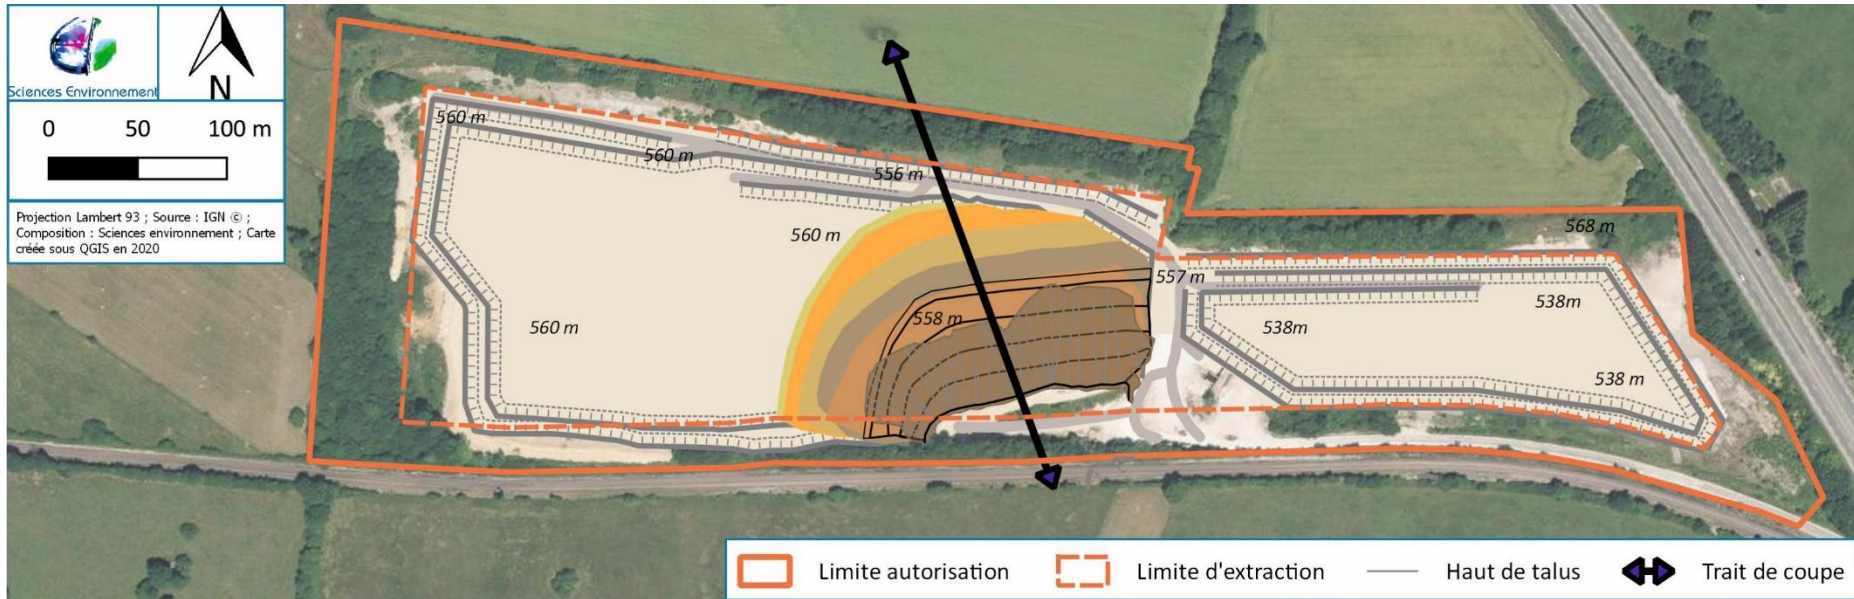 Sciences Environnement
N
0 50 100 m
Projection Lambert 93 ; Source : IGN © ;
Composition : Sciences environnement ; Carte
créée sous QGIS en 2020
560 m
560 m
556 m
560 m
568 m
557 m
558 m
560 m
538m
538m
538 m
Limite autorisation
Limite d'extraction
Haut de talus
Trait de coupe